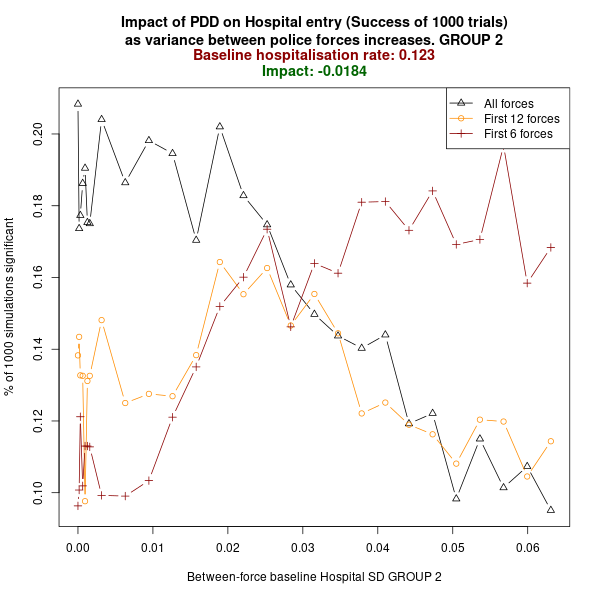 Impact of PDD on Hospital entry (Success of 1000 trials)
as variance between police forces increases. GROUP 2
Baseline hospitalisation rate: 0.123
Impact: -0.0184
All forces
First 12 forces
First 6 forces
% of 1000 simulations significant
0.20
0.18
0.16
0.14
0.12
0.10
0.00 0.01 0.02 0.03 0.04 0.05 0.06
Between-force baseline Hospital SD GROUP 2